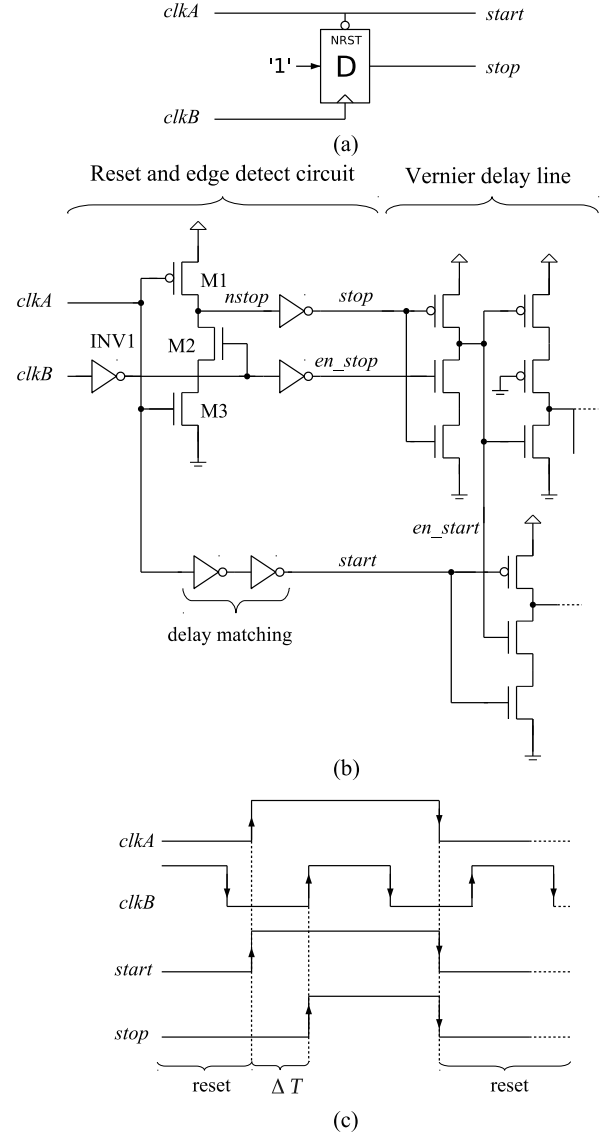 clkA
start
NRST
'1'
D
stop
clkB
(a)
Reset and edge detect circuit
Vernier delay line
M1
clkA
nstop
stop
INV1
M2
clkB
en_stop
M3
en_start
start
delay matching
(b)
clkA
clkB
start
stop
reset
Δ T
reset
(c)